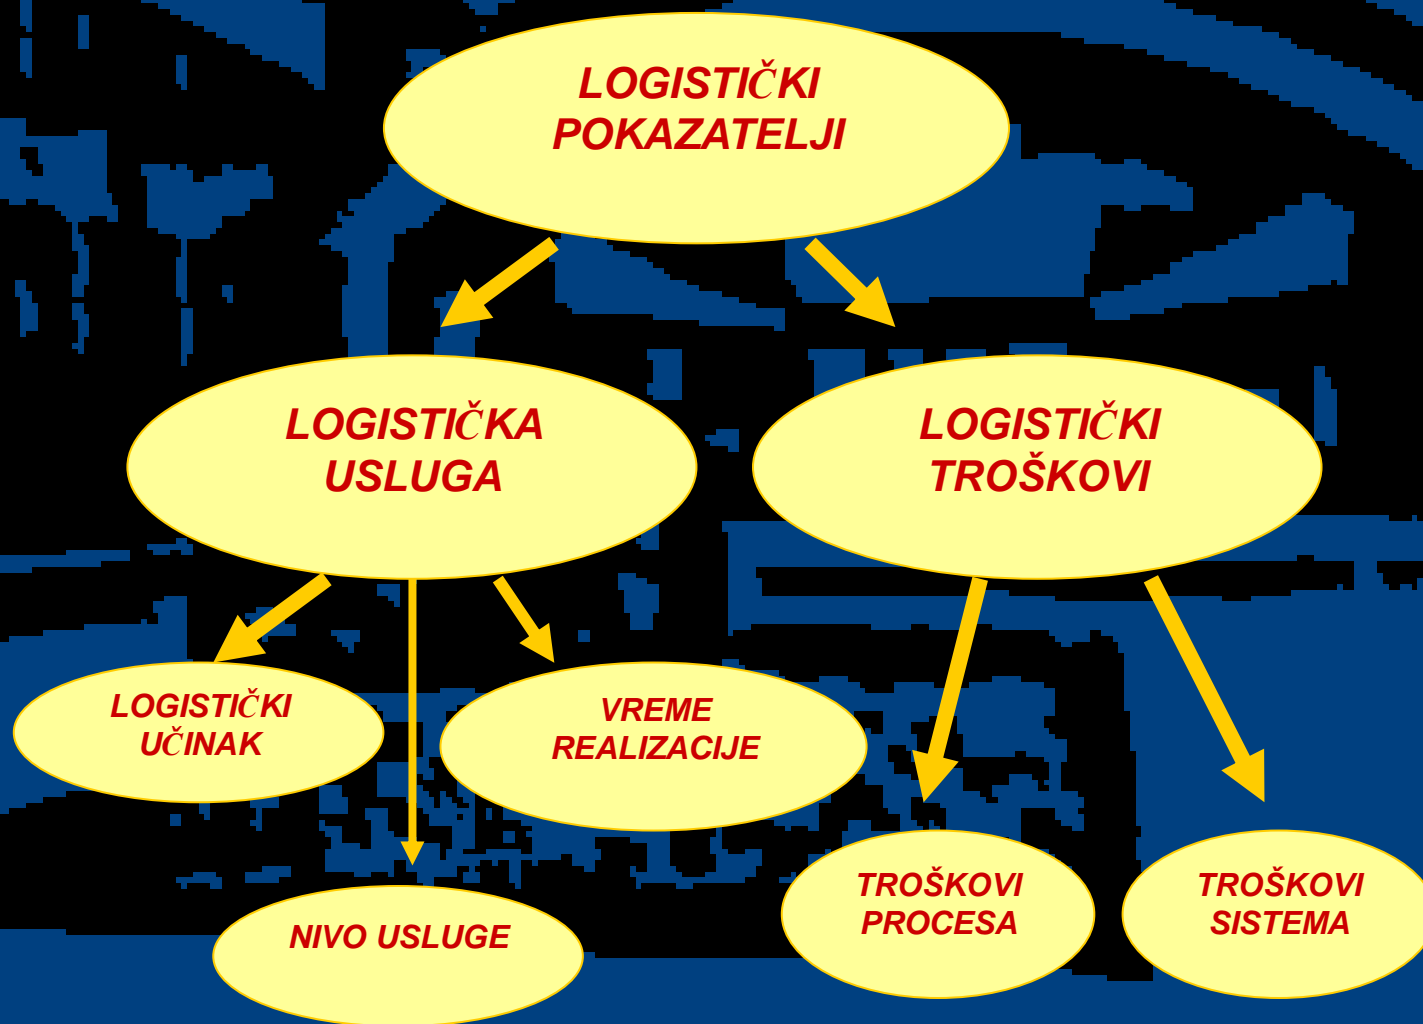 LOGISTIČKI
POKAZATELJI
LOGISTIČKA
USLUGA
LOGISTIČKI
TROŠKOVI
LOGISTIČKI
UČINAK
VREME
REALIZACIJE
NIVO USLUGE
TROŠKOVI
PROCESA
TROŠKOVI
SISTEMA